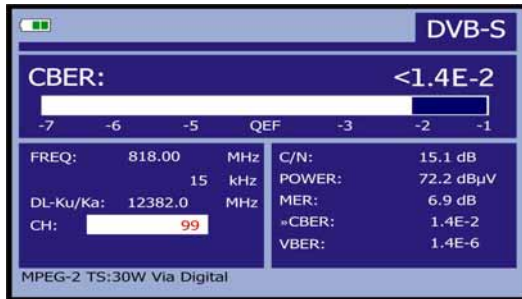 DVB-S
CBER: <1.4E-2
-7 -6 -5 QEF -3 -2 -1
FREQ: 818.00 MHz
15 kHz
DL-Ku/Ka: 12382.0 MHz
CH: 99
C/N: 15.1 dB
POWER: 72.2 dBµV
MER: 6.9 dB
»CBER: 1.4E-2
VBER: 1.4E-6
MPEG-2 TS:30W Via Digital